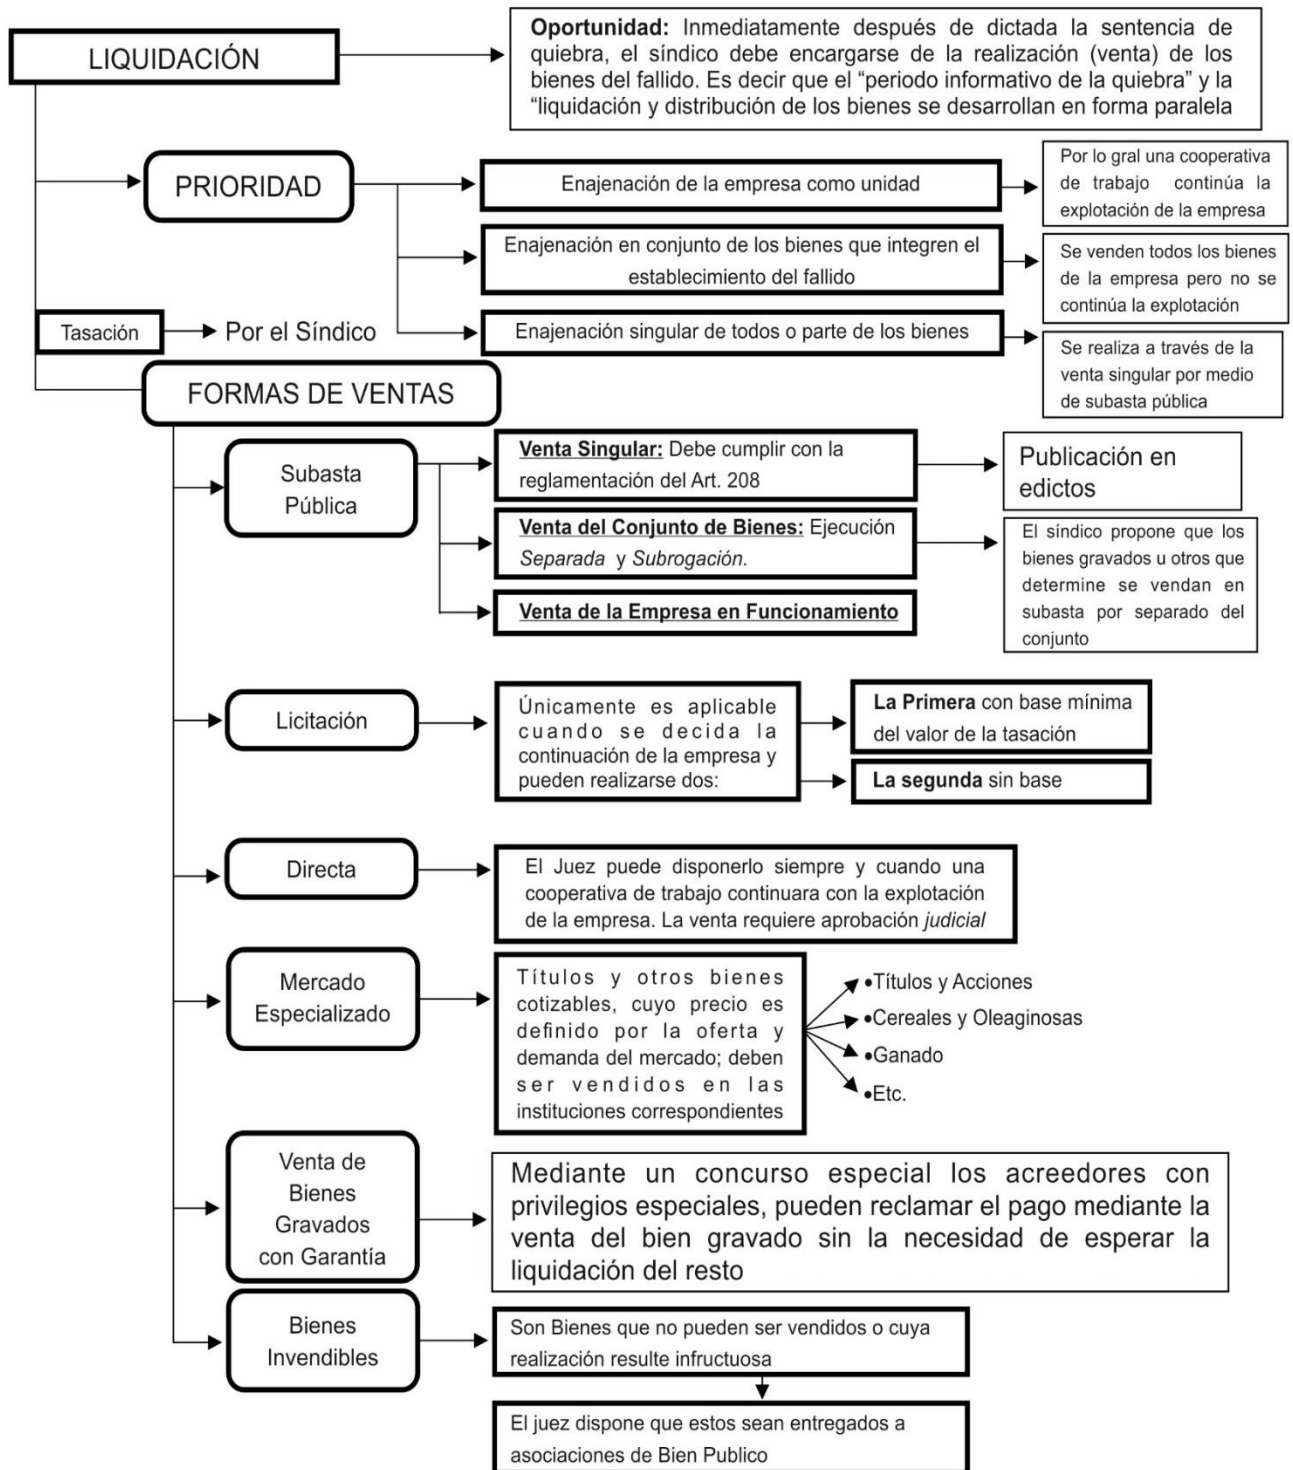 LIQUIDACIÓN
Oportunidad: Inmediatamente después de dictada la sentencia de
quiebra, el síndico debe encargarse de la realización (venta) de los
bienes del fallido. Es decir que el “periodo informativo de la quiebra” y la
“liquidación y distribución de los bienes se desarrollan en forma paralela
PRIORIDAD
Enajenación de la empresa como unidad
Por lo gral una cooperativa
de trabajo continúa la
explotación de la empresa
Enajenación en conjunto de los bienes que integren el
establecimiento del fallido
Se venden todos los bienes
de la empresa pero no se
continúa la explotación
Enajenación singular de todos o parte de los bienes
Se realiza a través de la
venta singular por medio
de subasta pública
Tasación
Por el Síndico
FORMAS DE VENTAS
Subasta
Pública
Venta Singular: Debe cumplir con la
reglamentación del Art. 208
Publicación en
edictos
Venta del Conjunto de Bienes: Ejecución
Separada y Subrogación.
El síndico propone que los
bienes gravados u otros que
determine se vendan en
subasta por separado del
conjunto
Venta de la Empresa en Funcionamiento
Licitación
Únicamente es aplicable
cuando se decida la
continuación de la empresa y
pueden realizarse dos:
La Primera con base mínima
del valor de la tasación
La segunda sin base
Directa
El Juez puede disponerlo siempre y cuando una
cooperativa de trabajo continuara con la explotación
de la empresa. La venta requiere aprobación judicial
Mercado
Especializado
Títulos y otros bienes
cotizables, cuyo precio es
definido por la oferta y
demanda del mercado; deben
ser vendidos en las
instituciones correspondientes
•Títulos y Acciones
•Cereales y Oleaginosas
•Ganado
•Etc.
Venta de
Bienes
Gravados
con Garantía
Mediante un concurso especial los acreedores con
privilegios especiales, pueden reclamar el pago mediante la
venta del bien gravado sin la necesidad de esperar la
liquidación del resto
Bienes
Invendibles
Son Bienes que no pueden ser vendidos o cuya
realización resulte infructuosa
El juez dispone que estos sean entregados a
asociaciones de Bien Publico